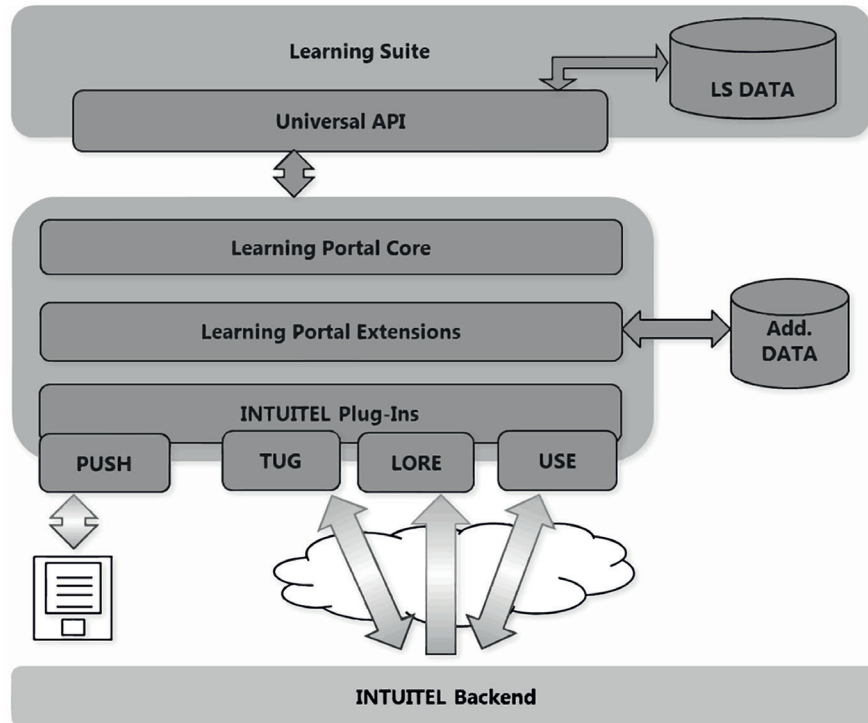 Learning Suite
LS DATA
Universal API
Learning Portal Core
Learning Portal Extensions
Add.
DATA
INTUITEL Plug-Ins
PUSH
TUG
LORE
USE
INTUITEL Backend